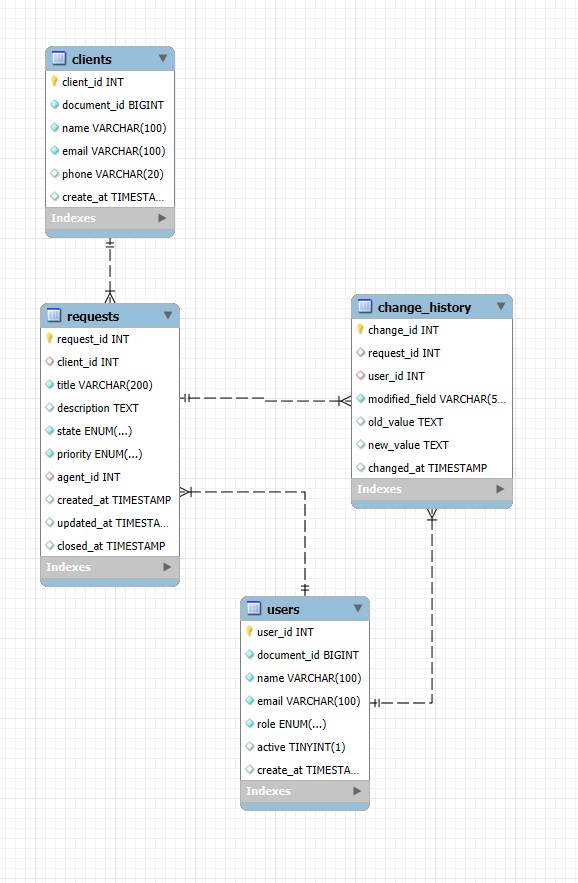 clients
client_id INT
document_id BIGINT
name VARCHAR(100)
email VARCHAR(100)
phone VARCHAR(20)
create_at TIMESTA...
Indexes
requests
request_id INT
client_id INT
title VARCHAR(200)
description TEXT
state ENUM(...)
priority ENUM(...)
agent_id INT
created_at TIMESTAMP
updated_at TIMESTA...
closed_at TIMESTAMP
Indexes
change_history
change_id INT
request_id INT
user_id INT
modified_field VARCHAR(5...
old_value TEXT
new_value TEXT
changed_at TIMESTAMP
Indexes
users
user_id INT
document_id BIGINT
name VARCHAR(100)
email VARCHAR(100)
role ENUM(...)
active TINYINT(1)
create_at TIMESTA...
Indexes